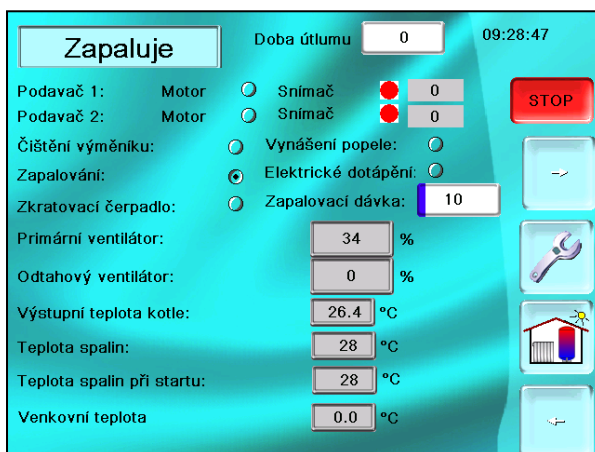 Zapaluje Doba útlumu 0 09:28:47
Podavač 1: Motor Snímač 0 STOP
Podavač 2: Motor Snímač 0
Čištění výměníku: Vynášení popele:
Zapalování: Elektrické dotápění:
Zkratovací čerpadlo: Zapalovací dávka: 10
Primární ventilátor: 34 %
Odtahový ventilátor: 0 %
Výstupní teplota kotle: 26.4 °C
Teplota spalin: 28 °C
Teplota spalin při startu: 28 °C
Venkovní teplota 0.0 °C